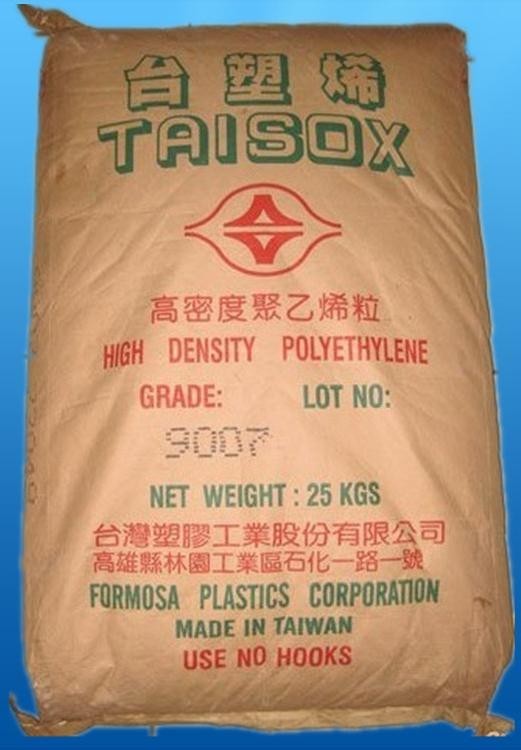 台塑烯
TAISOX
高密度聚乙烯粒
HIGH DENSITY POLYETHYLENE
GRADE: LOT NO:
9007
NET WEIGHT : 25 KGS
台灣塑膠工業股份有限公司
高雄縣林園工業區石化一路一號
FORMOSA PLASTICS CORPORATION
MADE IN TAIWAN
USE NO HOOKS